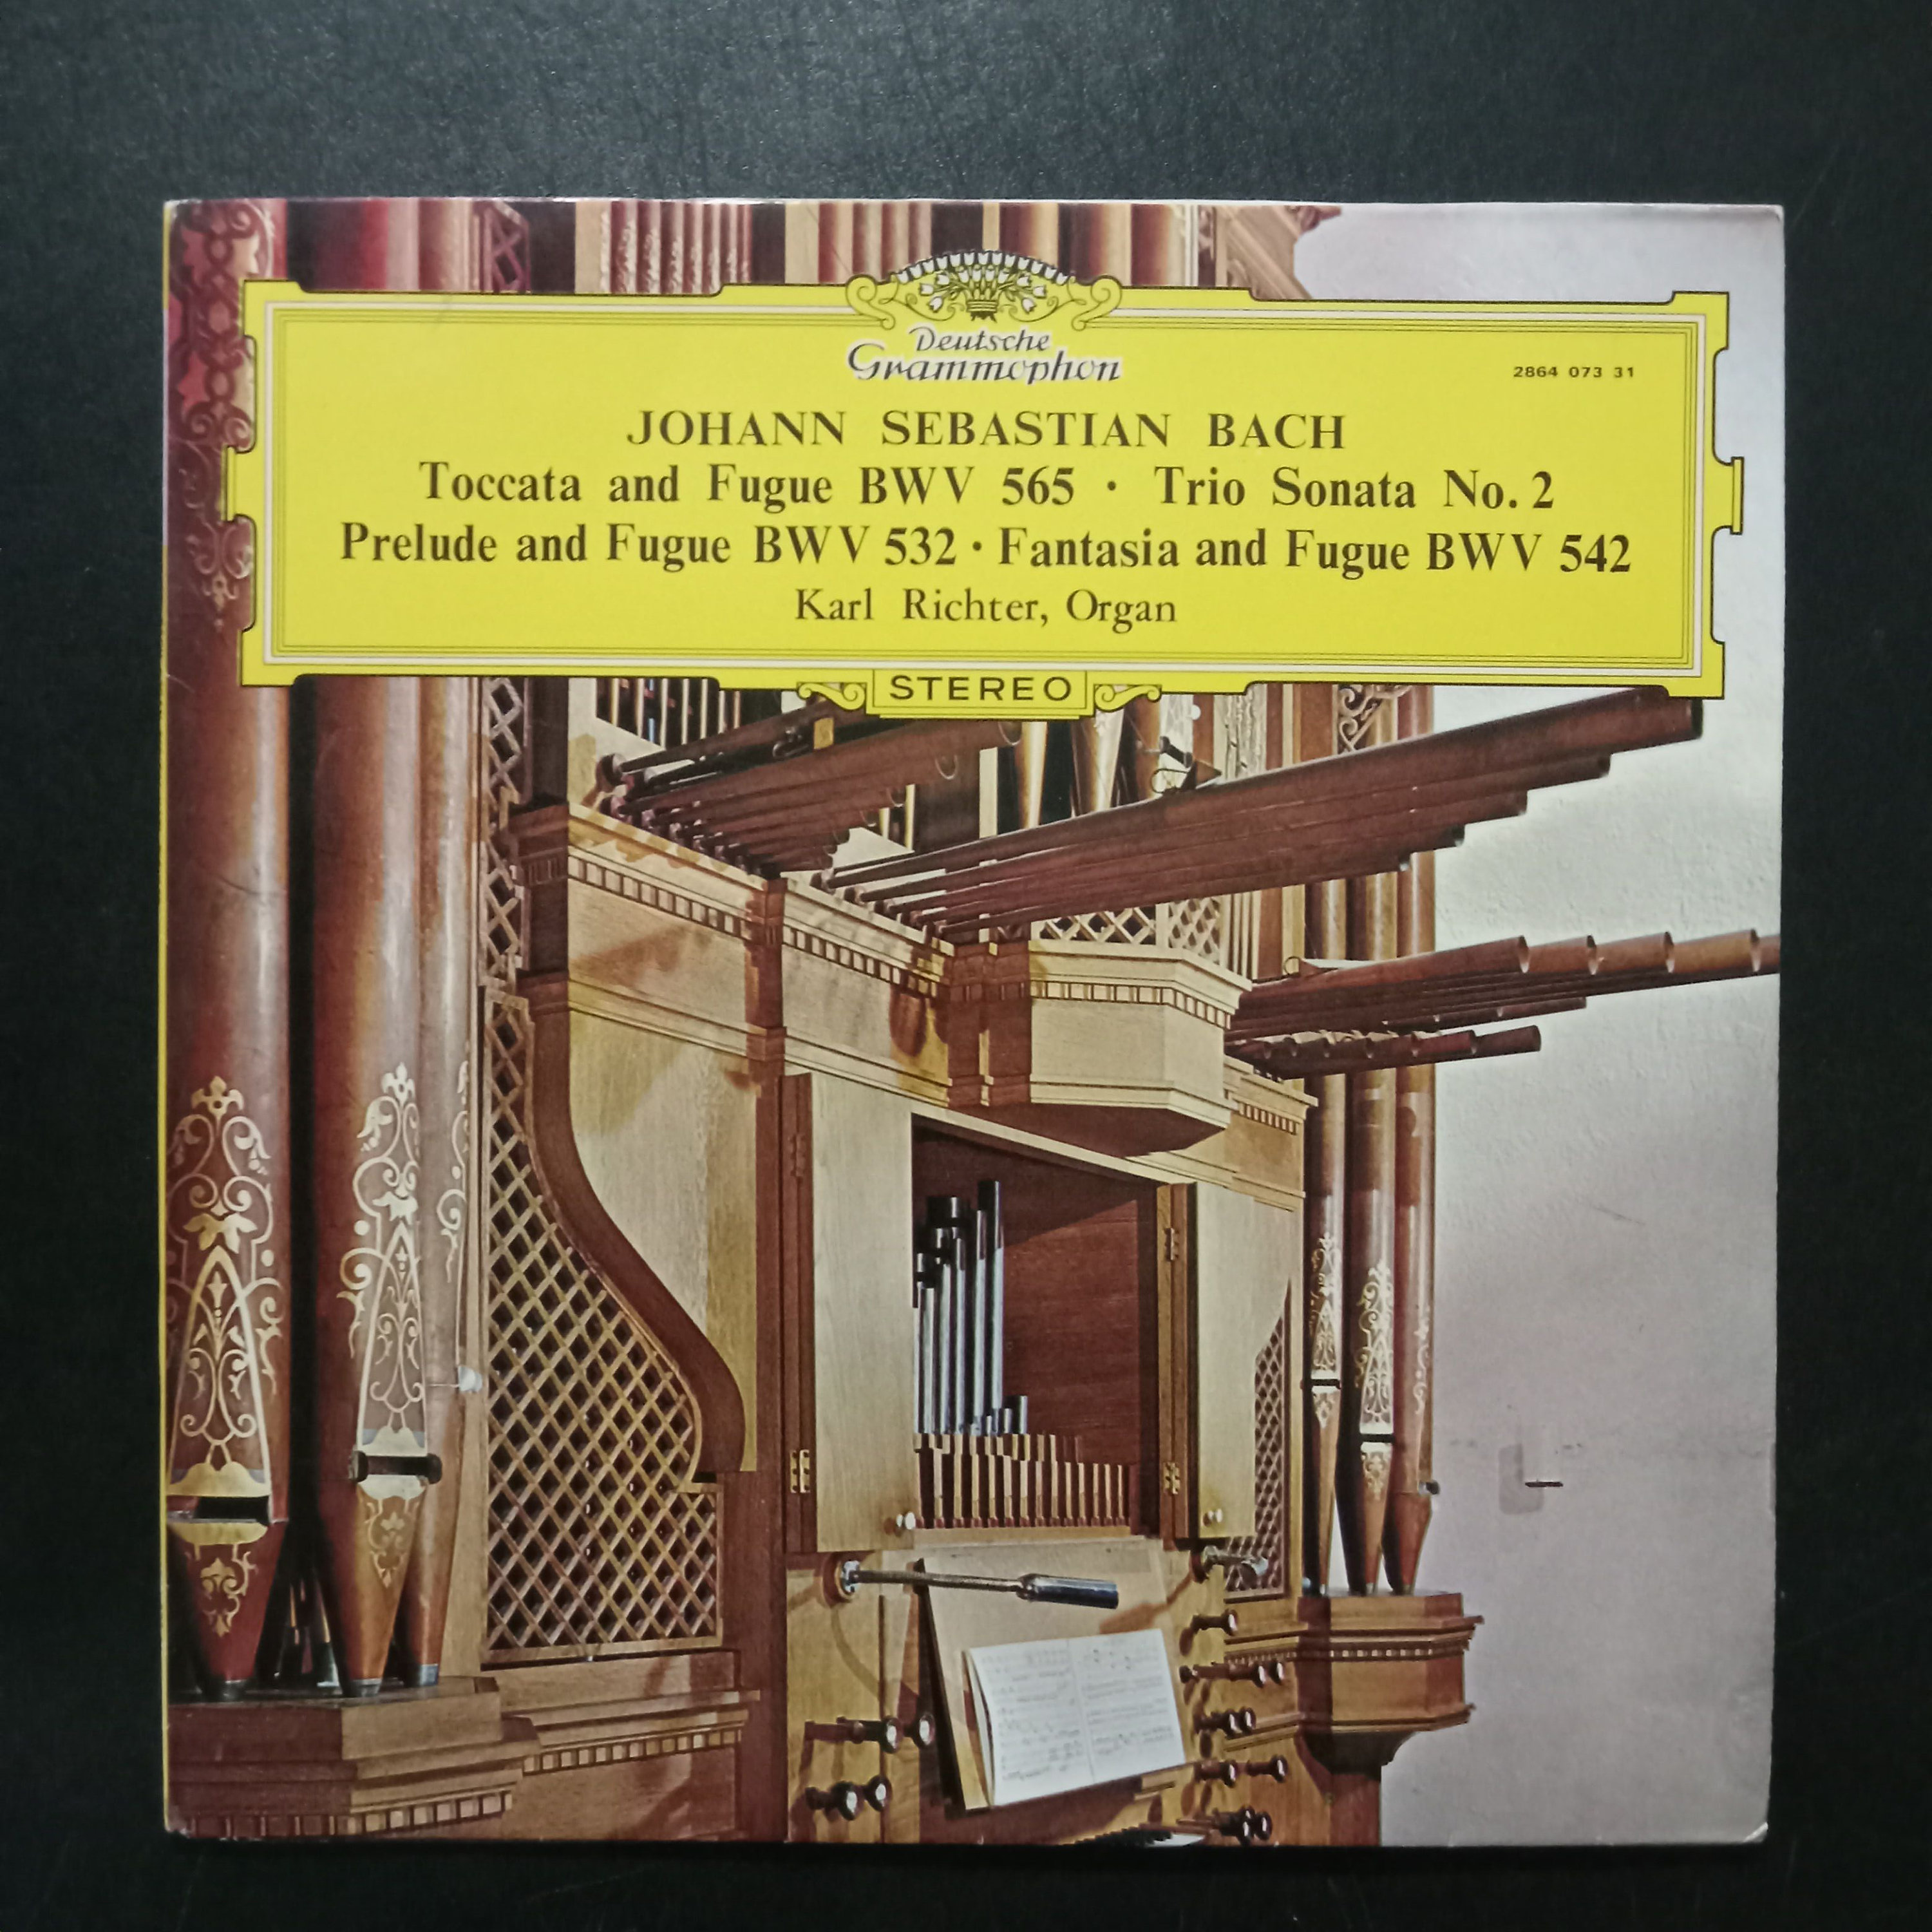 Deutsche
Grammophon
2864 073 31
JOHANN SEBASTIAN BACH
Toccata and Fugue BWV 565 · Trio Sonata No. 2
Prelude and Fugue BWV 532 · Fantasia and Fugue BWV 542
Karl Richter, Organ
STEREO